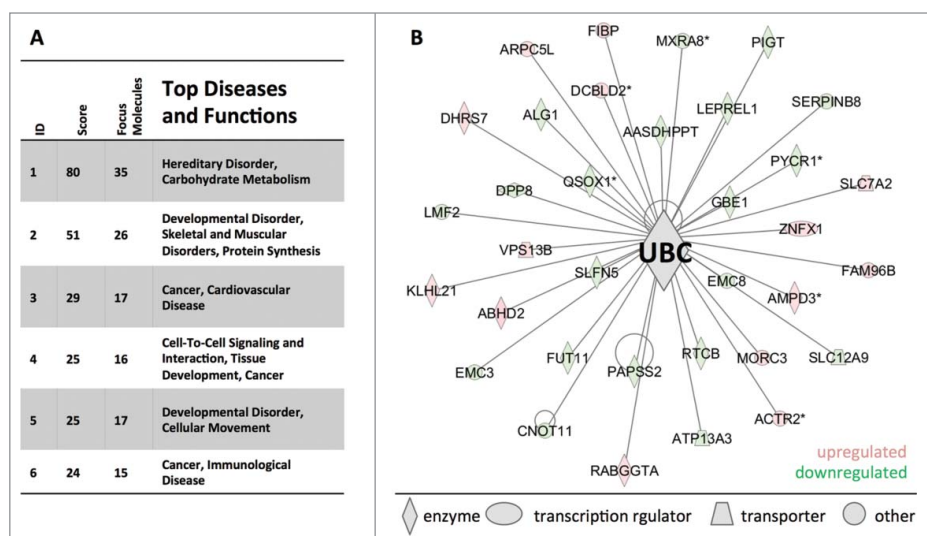 A
ID
Score
Focus
Molecules
Top Diseases
and Functions
1 80 35 Hereditary Disorder,
Carbohydrate Metabolism
2 51 26 Developmental Disorder,
Skeletal and Muscular
Disorders, Protein Synthesis
3 29 17 Cancer, Cardiovascular
Disease
4 25 16 Cell-To-Cell Signaling and
Interaction, Tissue
Development, Cancer
5 25 17 Developmental Disorder,
Cellular Movement
6 24 15 Cancer, Immunological
Disease
B
FIBP
ARPC5L
MXRA8*
PIGT
DCBLD2*
LEPREL1
SERPINB8
DHRS7
ALG1
AASDHPPT
PYCR1*
QSOX1*
SLC7A2
DPP8
GBE1
LMF2
ZNFX1
VPS13B
UBC
SLFN5
FAM96B
EMC8
KLHL21
AMPD3*
ABHD2
FUT11
RTCB
MORC3
SLC12A9
EMC3
PAPSS2
ACTR2*
CNOT11
ATP13A3
RABGGTA
upregulated
downregulated
enzyme transcription rgulator transporter other